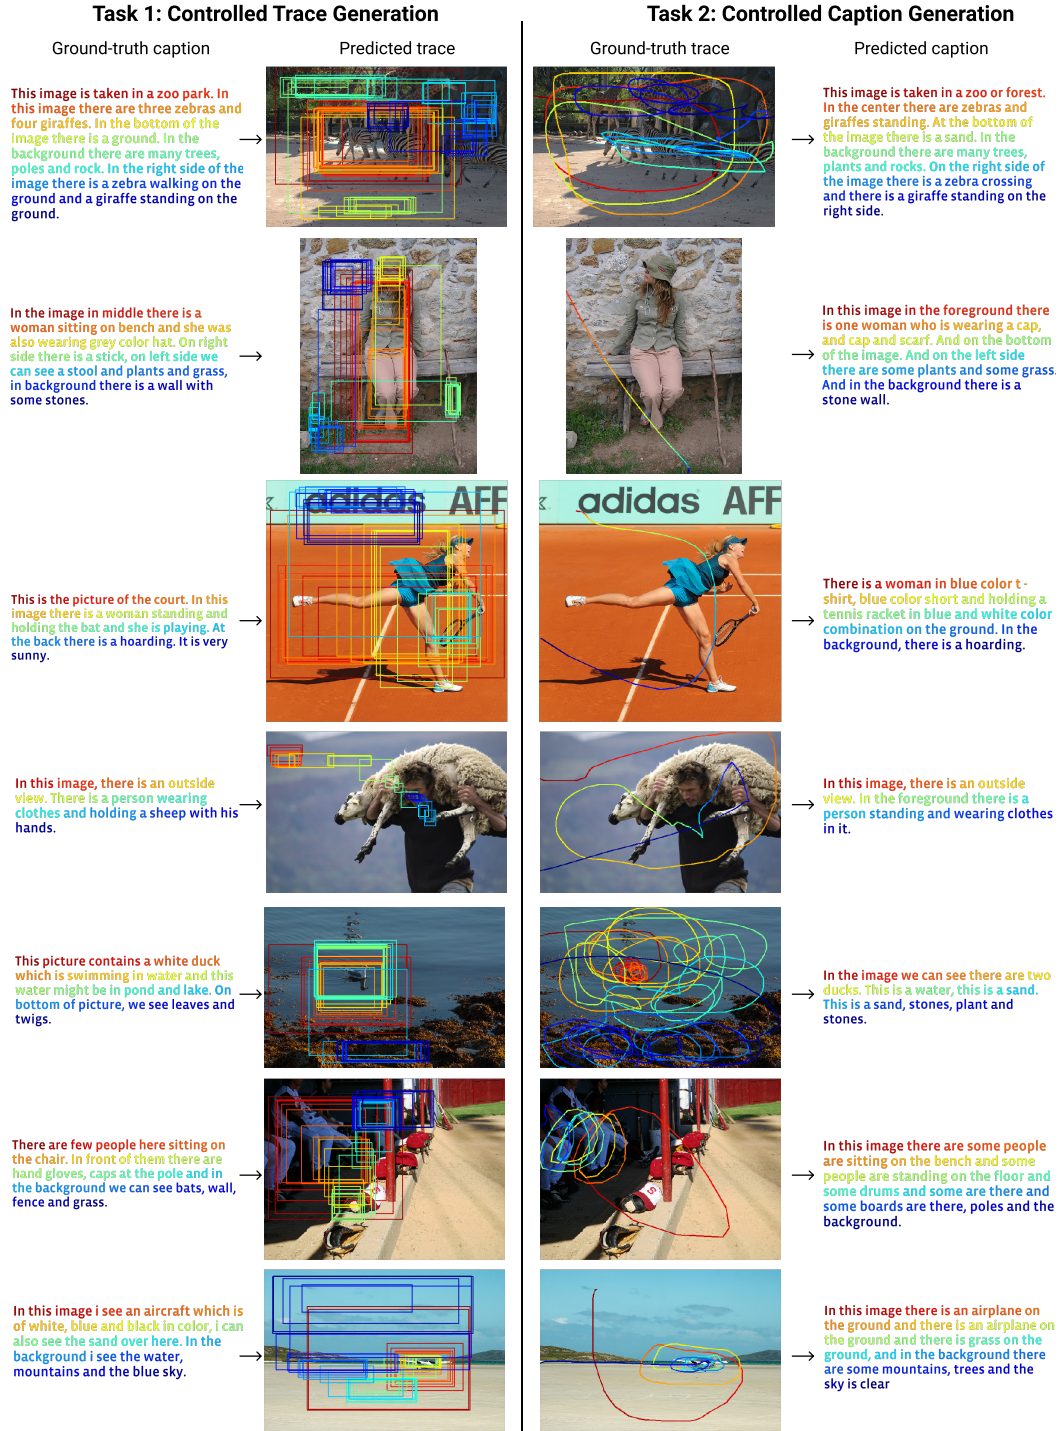 Task 1: Controlled Trace Generation
Task 2: Controlled Caption Generation
Ground-truth caption
Predicted trace
Ground-truth trace
Predicted caption
This image is taken in a zoo park. In
this image there are three zebras and
four giraffes. In the bottom of the
image there is a ground. In the
background there are many trees,
poles and rock. In the right side of the
image there is a zebra walking on the
ground and a giraffe standing on the
ground.
This image is taken in a zoo or forest.
In the center there are zebras and
giraffes standing. At the bottom of
the image there is a sand. In the
background there are many trees,
plants and rocks. On the right side of
the image there is a zebra crossing
and there is a giraffe standing on the
right side.
In the image in middle there is a
woman sitting on bench and she was
also wearing grey color hat. On right
side there is a stick, on left side we
can see a stool and plants and grass,
in background there is a wall with
some stones.
In this image in the foreground there
is one woman who is wearing a cap,
and cap and scarf. And on the bottom
of the image. And on the left side
there are some plants and some grass.
And in the background there is a
stone wall.
adidas AFF
adidas AFF
This is the picture of the court. In this
image there is a woman standing and
holding the bat and she is playing. At
the back there is a hoarding. It is very
sunny.
There is a woman in blue color t -
shirt, blue color short and holding a
tennis racket in blue and white color
combination on the ground. In the
background, there is a hoarding.
In this image, there is an outside
view. There is a person wearing
clothes and holding a sheep with his
hands.
In this image, there is an outside
view. In the foreground there is a
person standing and wearing clothes
in it.
This picture contains a white duck
which is swimming in water and this
water might be in pond and lake. On
bottom of picture, we see leaves and
twigs.
In the image we can see there are two
ducks. This is a water, this is a sand.
This is a sand, stones, plant and
stones.
There are few people here sitting on
the chair. In front of them there are
hand gloves, caps at the pole and in
the background we can see bats, wall,
fence and grass.
S
In this image there are some people
are sitting on the bench and some
people are standing on the floor and
some drums and some are there and
some boards are there, poles and the
background.
In this image i see an aircraft which is
of white, blue and black in color, i can
also see the sand over here. In the
background i see the water,
mountains and the blue sky.
In this image there is an airplane on
the ground and there is an airplane on
the ground and there is grass on the
ground, and in the background there
are some mountains, trees and the
sky is clear